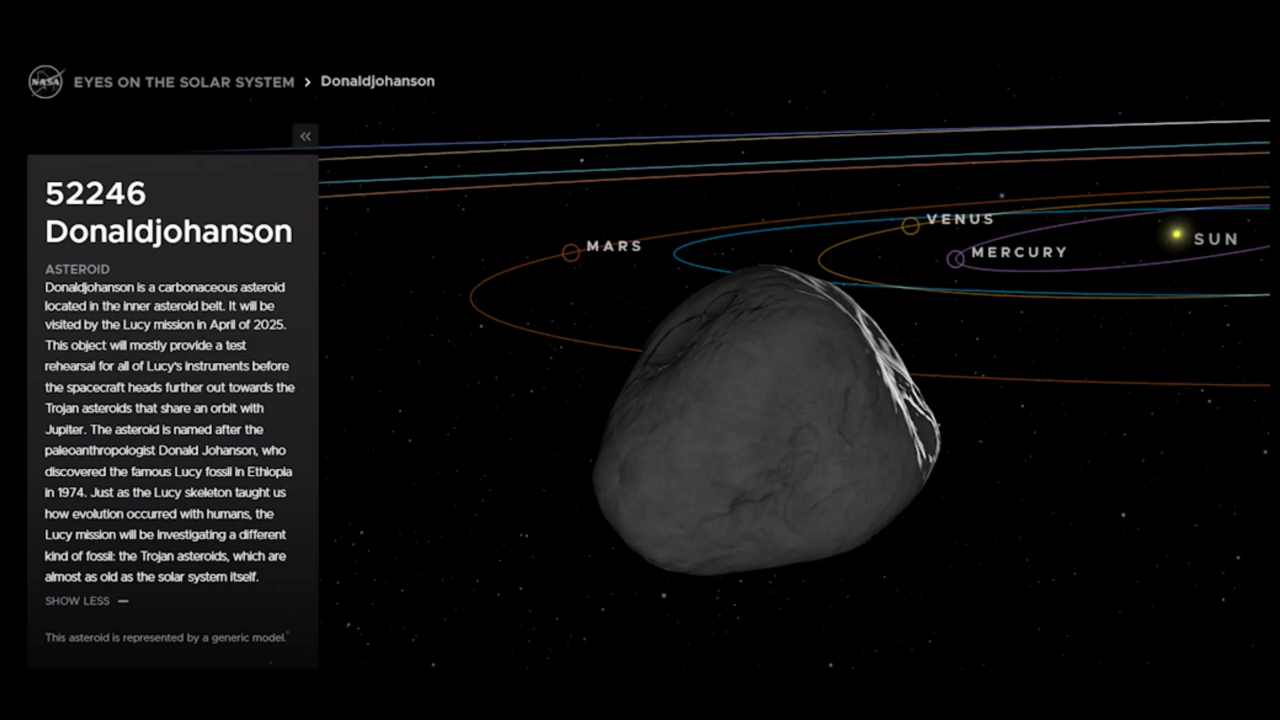 NASA
EYES ON THE SOLAR SYSTEM › Donaldjohanson
«
52246
Donaldjohanson
ASTEROID
Donaldjohanson is a carbonaceous asteroid
located in the inner asteroid belt. It will be
visited by the Lucy mission in April of 2025.
This object will mostly provide a test
rehearsal for all of Lucy's instruments before
the spacecraft heads further out towards the
Trojan asteroids that share an orbit with
Jupiter. The asteroid is named after the
paleoanthropologist Donald Johanson, who
discovered the famous Lucy fossil in Ethiopia
in 1974. Just as the Lucy skeleton taught us
how evolution occurred with humans, the
Lucy mission will be investigating a different
kind of fossil: the Trojan asteroids, which are
almost as old as the solar system itself.
SHOW LESS —
This asteroid is represented by a generic model.
VENUS
SUN
MARS
MERCURY